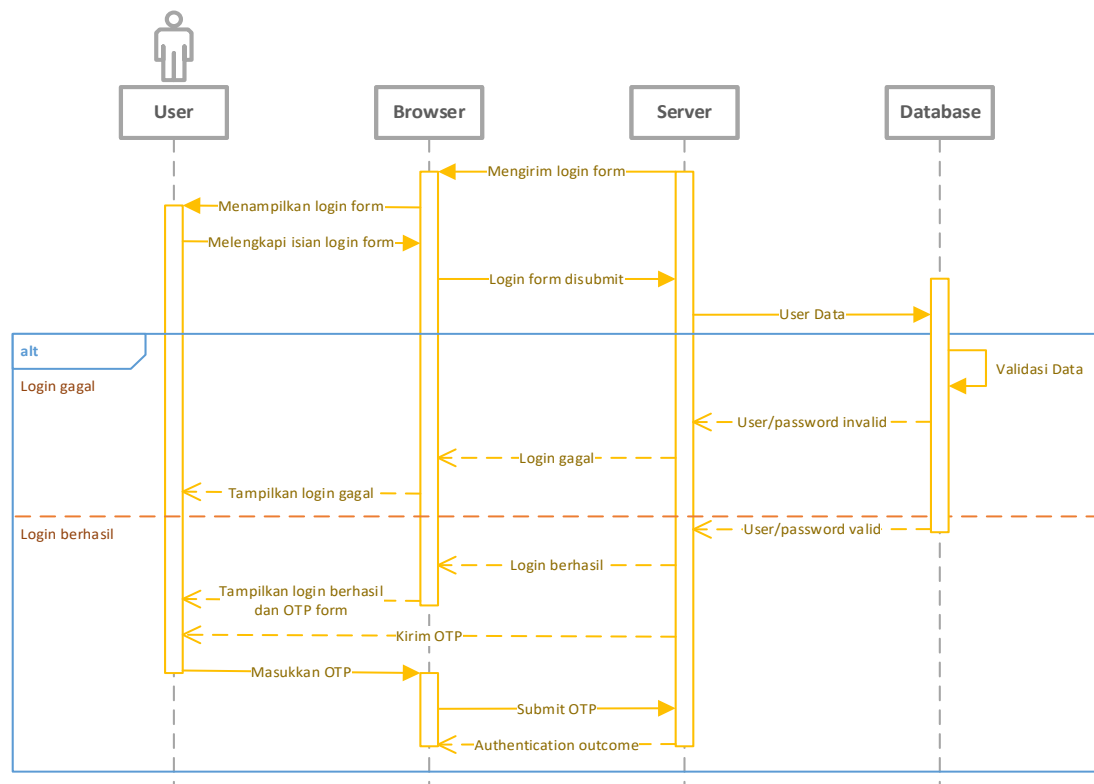 User
Browser
Server
Database
Mengirim login form
Menampilkan login form
Melengkapi isian login form
Login form disubmit
User Data
alt
Validasi Data
Login gagal
User/password invalid
Login gagal
Tampilkan login gagal
Login berhasil
User/password valid
Login berhasil
Tampilkan login berhasil
dan OTP form
Kirim OTP
Masukkan OTP
Submit OTP
Authentication outcome